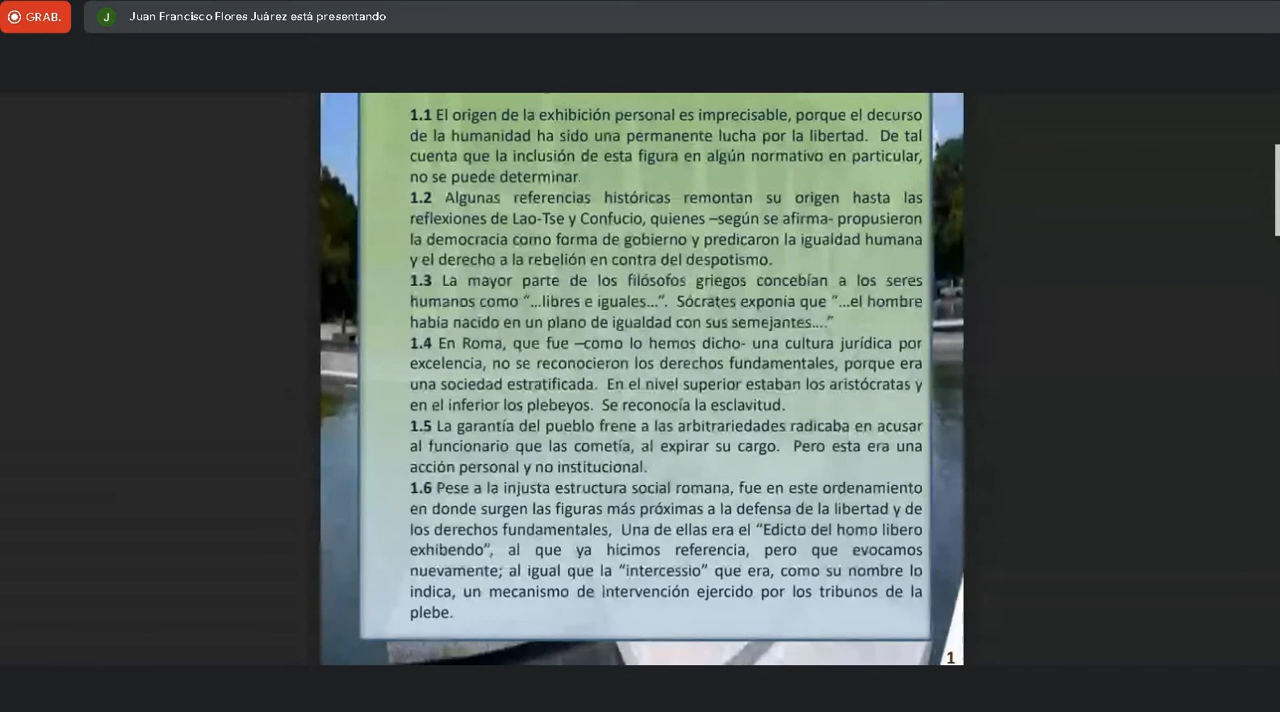 GRAB.
J
Juan Francisco Flores Juárez está presentando
1.1 El origen de la exhibición personal es imprecisable, porque el decurso
de la humanidad ha sido una permanente lucha por la libertad. De tal
cuenta que la inclusión de esta figura en algún normativo en particular,
no se puede determinar.
1.2 Algunas referencias históricas remontan su origen hasta las
reflexiones de Lao-Tse y Confucio, quienes –según se afirma- propusieron
la democracia como forma de gobierno y predicaron la igualdad humana
y el derecho a la rebelión en contra del despotismo.
1.3 La mayor parte de los filósofos griegos concebían a los seres
humanos como “...libres e iguales...”. Sócrates exponía que “...el hombre
había nacido en un plano de igualdad con sus semejantes....”
1.4 En Roma, que fue –como lo hemos dicho- una cultura jurídica por
excelencia, no se reconocieron los derechos fundamentales, porque era
una sociedad estratificada. En el nivel superior estaban los aristócratas y
en el inferior los plebeyos. Se reconocía la esclavitud.
1.5 La garantía del pueblo frene a las arbitrariedades radicaba en acusar
al funcionario que las cometía, al expirar su cargo. Pero esta era una
acción personal y no institucional.
1.6 Pese a la injusta estructura social romana, fue en este ordenamiento
en donde surgen las figuras más próximas a la defensa de la libertad y de
los derechos fundamentales, Una de ellas era el “Edicto del homo libero
exhibendo”, al que ya hicimos referencia, pero que evocamos
nuevamente; al igual que la “intercessio” que era, como su nombre lo
indica, un mecanismo de intervención ejercido por los tribunos de la
plebe.
1